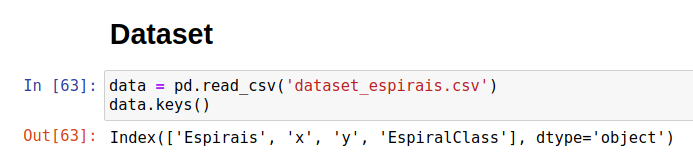 Dataset
In [63]: data = pd.read_csv('dataset_espirais.csv')
data.keys()
Out[63]: Index(['Espirais', 'x', 'y', 'EspiralClass'], dtype='object')